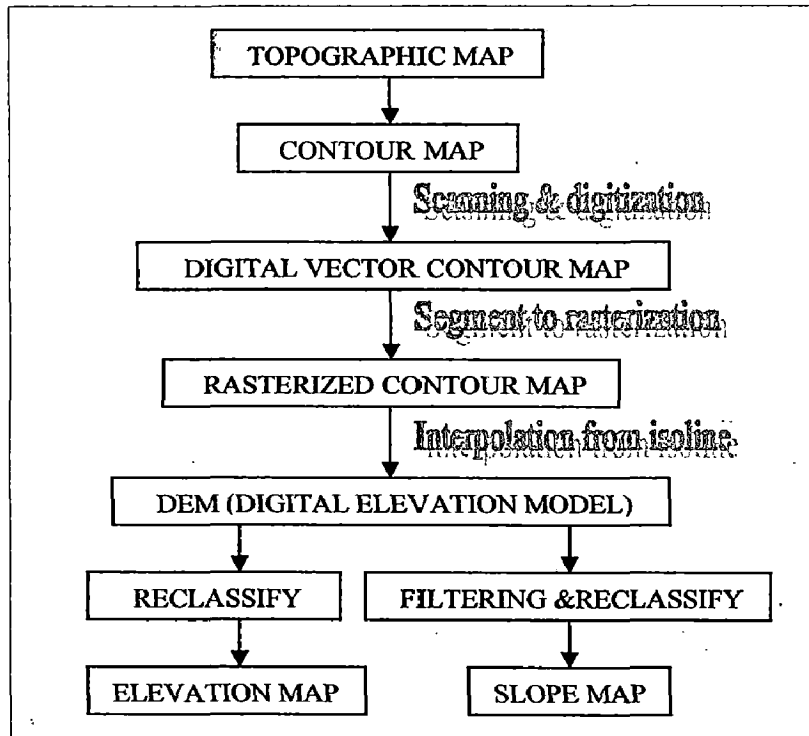 TOPOGRAPHIC MAP
CONTOUR MAP
Scanning & digitization
DIGITAL VECTOR CONTOUR MAP
Segment to rasterization
RASTERIZED CONTOUR MAP
Interpolation from isoline
DEM (DIGITAL ELEVATION MODEL)
RECLASSIFY
FILTERING &RECLASSIFY
ELEVATION MAP
SLOPE MAP